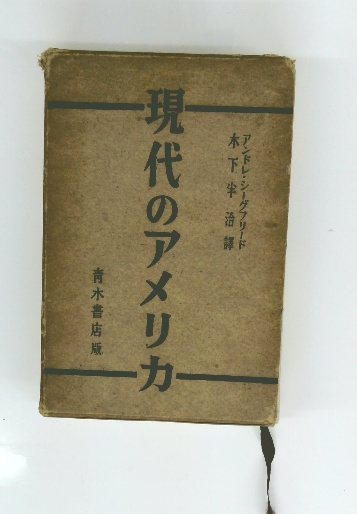 アンドレ・シーグフリード
木下半治譯
現代のアメリカ
青木書店版